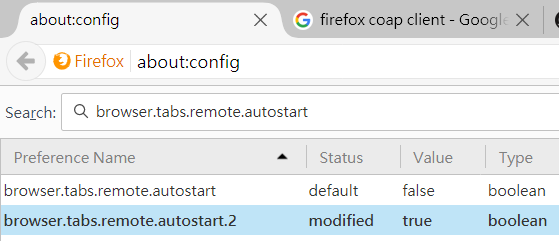 about:config
firefox coap client - Google
Firefox about:config
Search: browser.tabs.remote.autostart
Preference Name Status Value Type
browser.tabs.remote.autostart default false boolean
browser.tabs.remote.autostart.2 modified true boolean